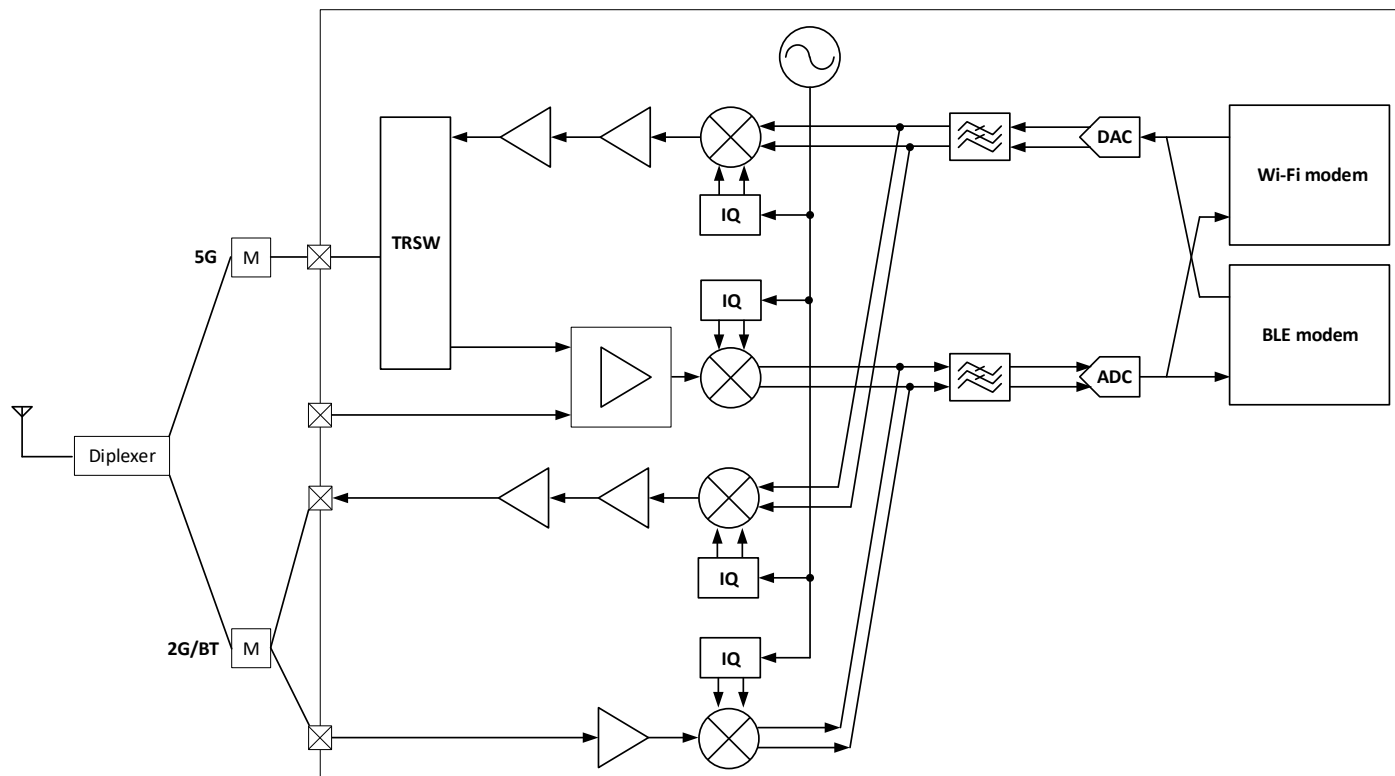 DAC
Wi-Fi modem
IQ
TRSW
5G
M
IQ
BLE modem
ADC
Diplexer
IQ
2G/BT
M
IQ